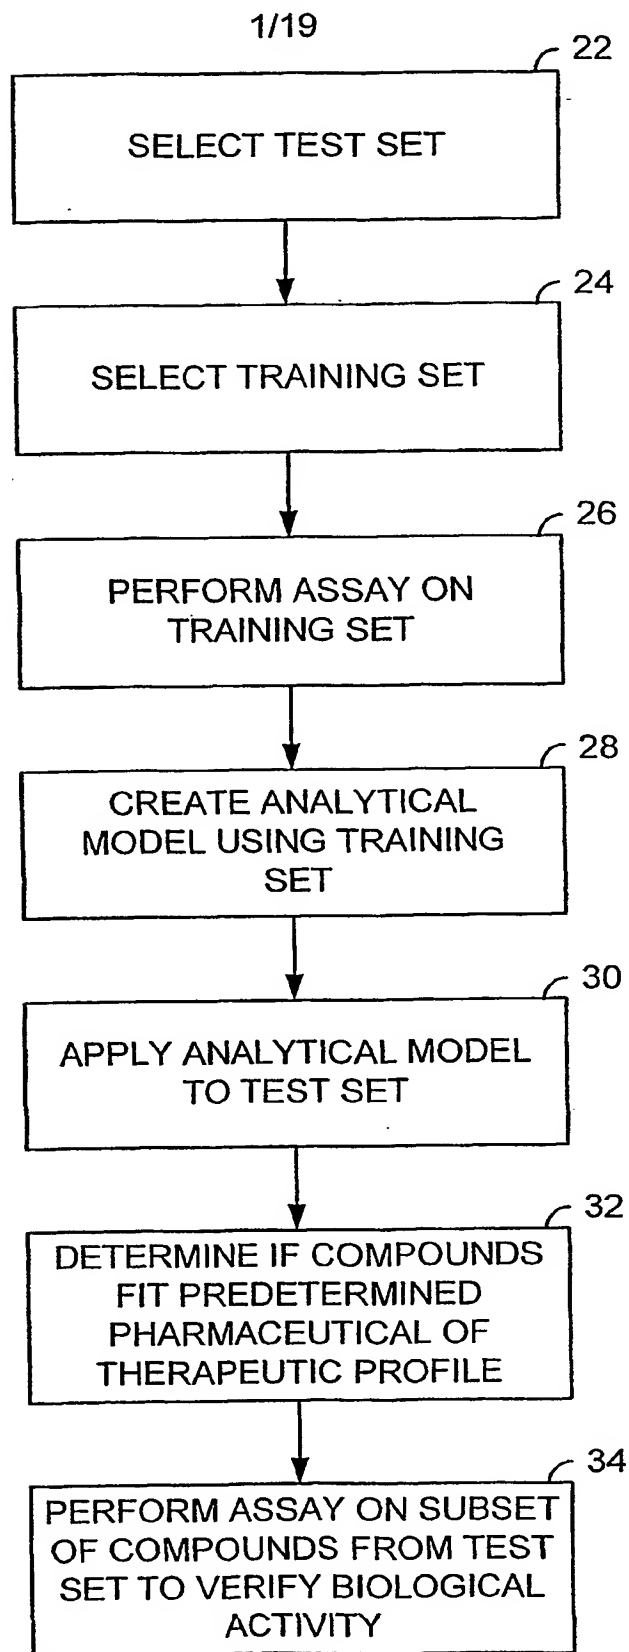 1/19
22
SELECT TEST SET
24
SELECT TRAINING SET
26
PERFORM ASSAY ON
TRAINING SET
28
CREATE ANALYTICAL
MODEL USING TRAINING
SET
30
APPLY ANALYTICAL MODEL
TO TEST SET
32
DETERMINE IF COMPOUNDS
FIT PREDETERMINED
PHARMACEUTICAL OF
THERAPEUTIC PROFILE
34
PERFORM ASSAY ON SUBSET
OF COMPOUNDS FROM TEST
SET TO VERIFY BIOLOGICAL
ACTIVITY